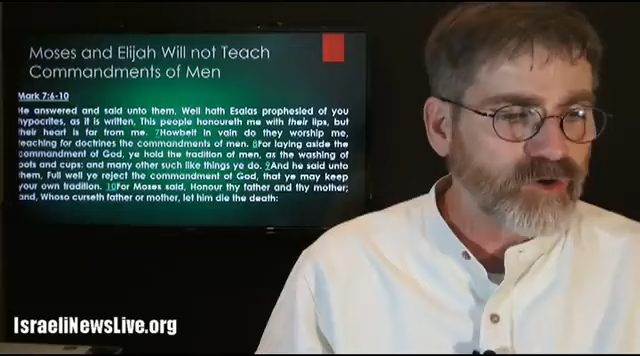 Moses and Elijah Will not Teach
Commandments of Men
Mark 7:6-10
He answered and said unto them, Well hath Esaias prophesied of you
hypocrites, as it is written, This people honoureth me with their lips, but
their heart is far from me. 7Howbeit in vain do they worship me,
teaching for doctrines the commandments of men. 8For laying aside the
commandment of God, ye hold the tradition of men, as the washing of
pots and cups: and many other such like things ye do. 9And he said unto
them, Full well ye reject the commandment of God, that ye may keep
your own tradition. 10For Moses said, Honour thy father and thy mother;
and, Whoso curseth father or mother, let him die the death:
IsraeliNewsLive.org